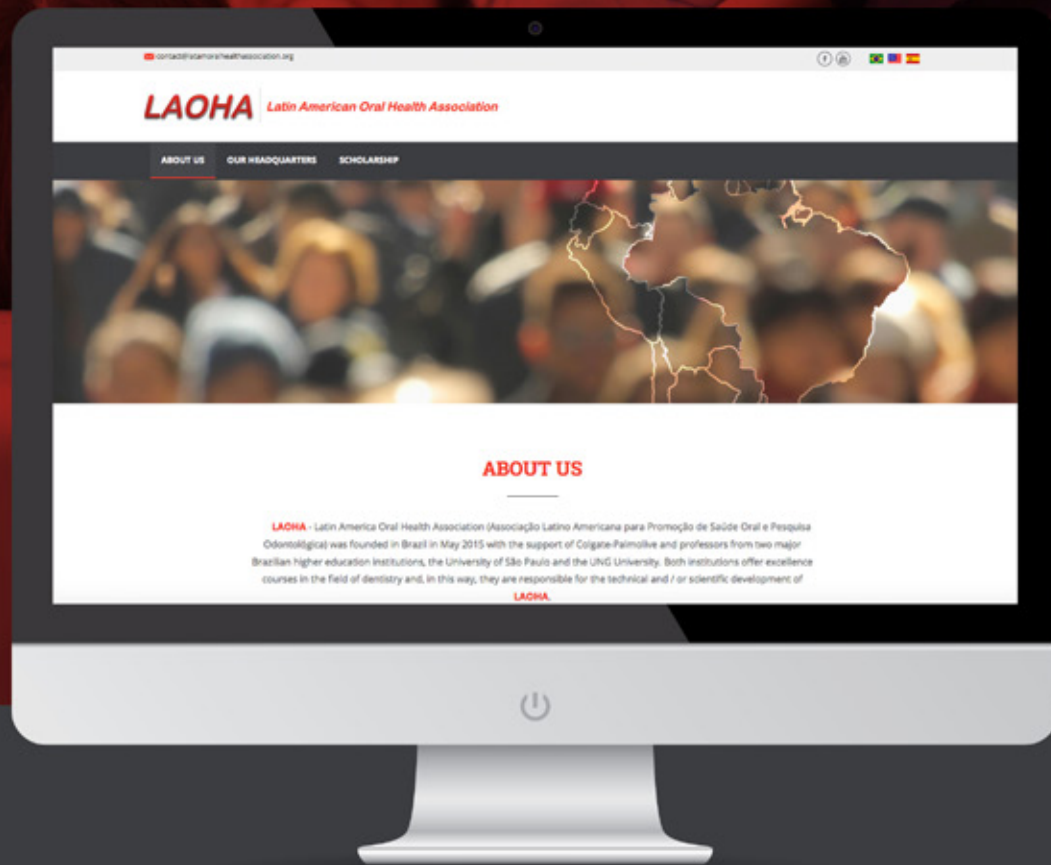 contact@latamoralhealthassociation.org
LAOHA Latin American Oral Health Association
ABOUT US OUR HEADQUARTERS SCHOLARSHIP
ABOUT US
LAOHA - Latin America Oral Health Association (Associação Latino Americana para Promoção de Saúde Oral e Pesquisa
Odontológica) was founded in Brazil in May 2015 with the support of Colgate-Palmolive and professors from two major
Brazilian higher education institutions, the University of São Paulo and the UNG University. Both institutions offer excellence
courses in the field of dentistry and, in this way, they are responsible for the technical and / or scientific development of
LAOHA.